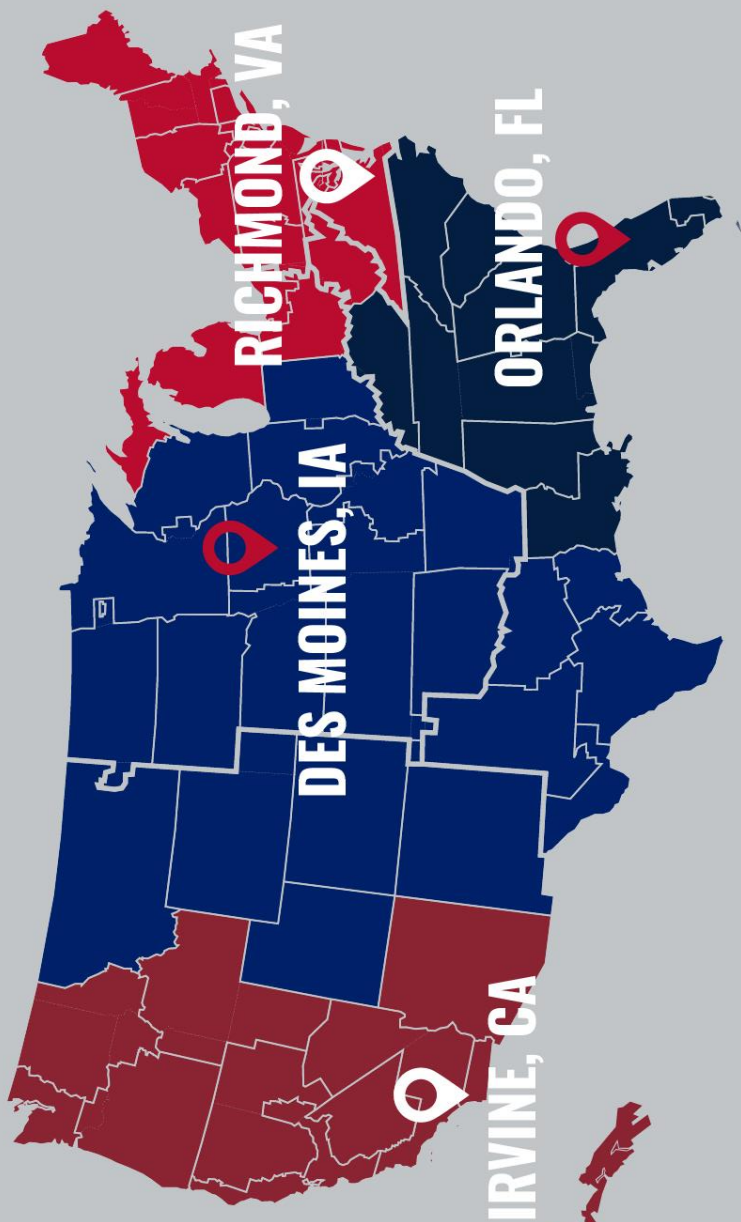 RICHMOND, VA
DES MOINES, IA
ORLANDO, FL
IRVINE, CA